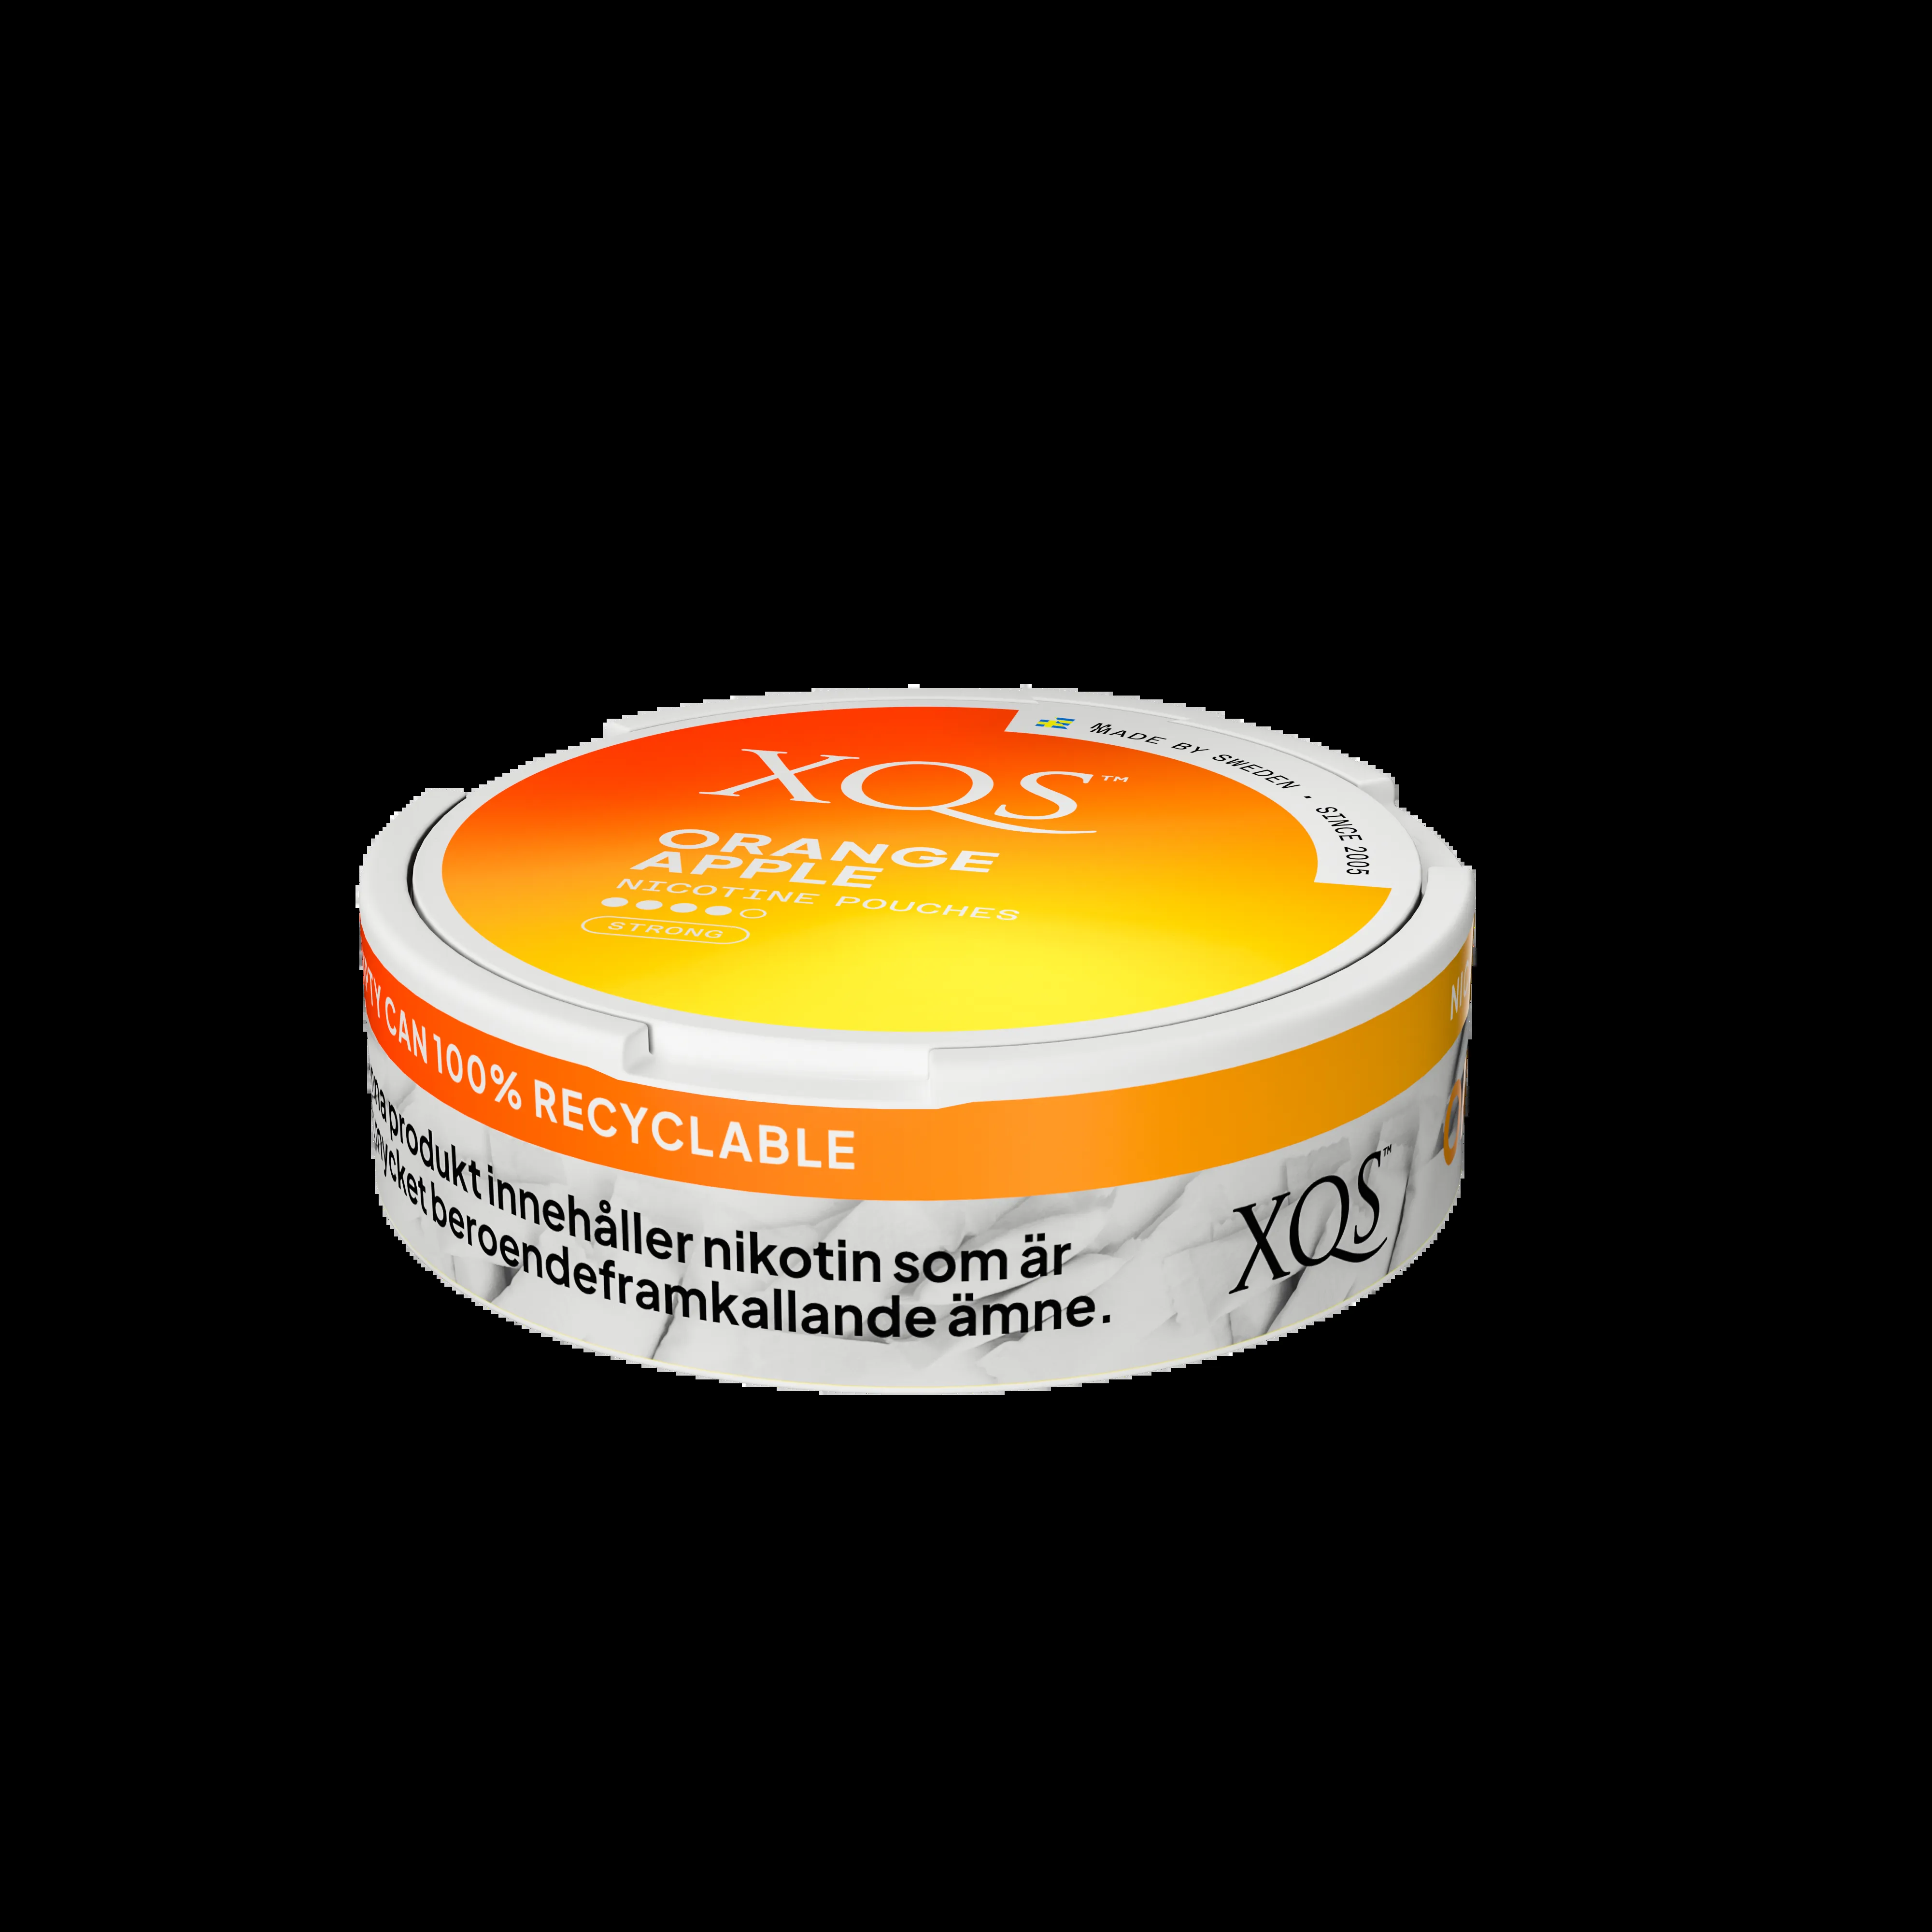 XQS™
ORANGE
APPLE
NICOTINE POUCHES
STRONG
MADE BY SWEDEN • SINCE 2005
CAN 100% RECYCLABLE
produkt innehåller nikotin som är
mycket beroendeframkallande ämne.
XQS™